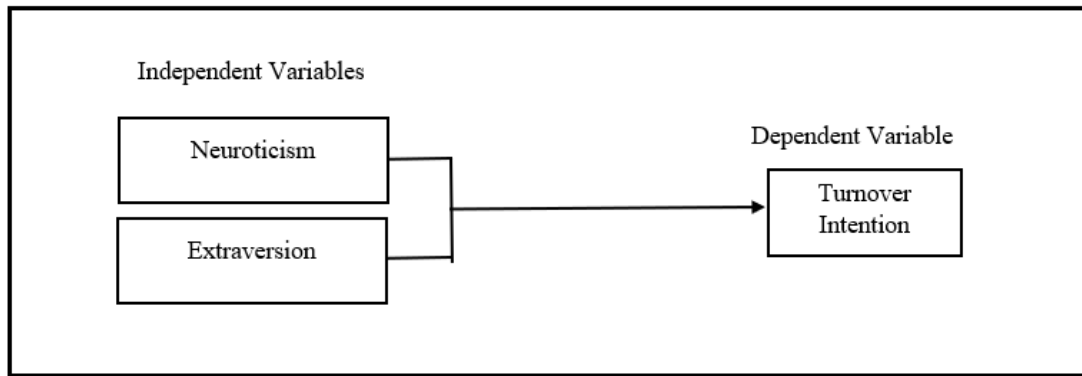 Independent Variables
Neuroticism
Extraversion
Dependent Variable
Turnover
Intention